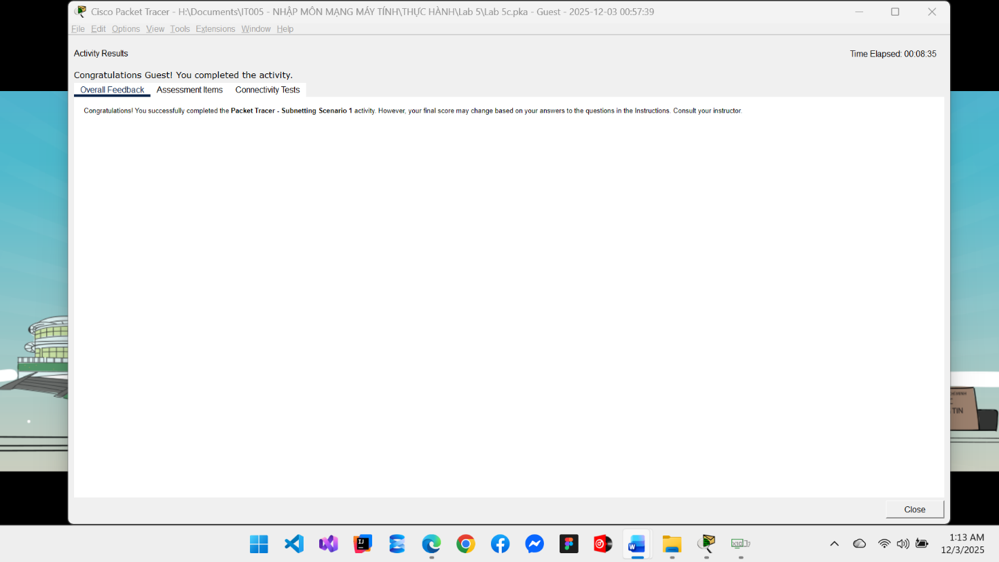 Cisco Packet Tracer - H:\Documents\IT005 - NHẬP MÔN MẠNG MÁY TÍNH\THỰC HÀNH\Lab 5\Lab 5c.pka - Guest - 2025-12-03 00:57:39
File Edit Options View Tools Extensions Window Help
Activity Results
Time Elapsed: 00:08:35
Congratulations Guest! You completed the activity.
Overall Feedback Assessment Items Connectivity Tests
Congratulations! You successfully completed the Packet Tracer - Subnetting Scenario 1 activity. However, your final score may change based on your answers to the questions in the Instructions. Consult your instructor.
TIN
Close
1:13 AM
12/3/2025